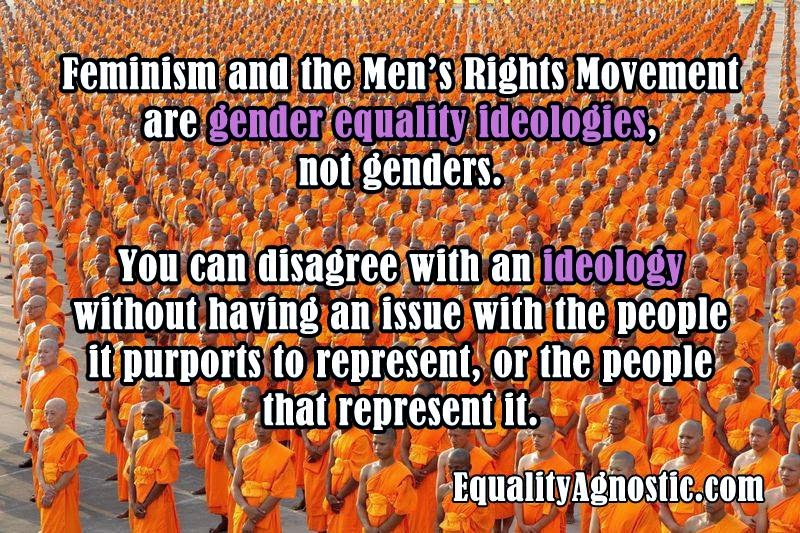 Feminism and the Men's Rights Movement
are gender equality ideologies,
not genders.
You can disagree with an ideology
without having an issue with the people
it purports to represent, or the people
that represent it.
EqualityAgnostic.com